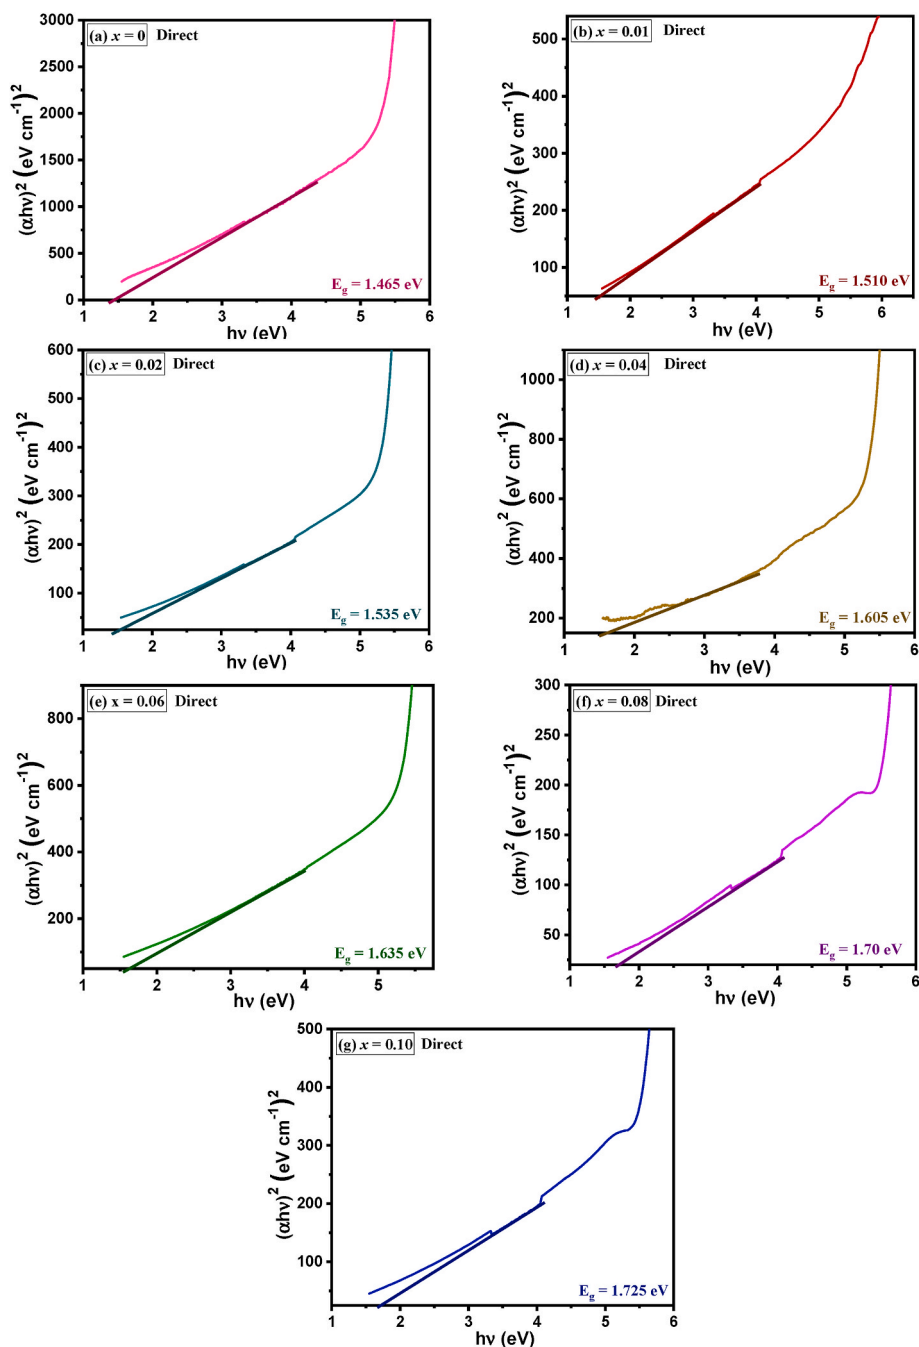 (a) x = 0 Direct
3000
2500
2000
1500
1000
500
0
(αhν)² (eV cm⁻¹)²
E_g = 1.465 eV
1 2 3 4 5 6
hν (eV)
(b) x = 0.01 Direct
500
400
300
200
100
(αhν)² (eV cm⁻¹)²
E_g = 1.510 eV
1 2 3 4 5 6
hν (eV)
(c) x = 0.02 Direct
600
500
400
300
200
100
(αhν)² (eV cm⁻¹)²
E_g = 1.535 eV
1 2 3 4 5 6
hν (eV)
(d) x = 0.04 Direct
1000
800
600
400
200
(αhν)² (eV cm⁻¹)²
E_g = 1.605 eV
1 2 3 4 5 6
hν (eV)
(e) x = 0.06 Direct
800
600
400
200
(αhν)² (eV cm⁻¹)²
E_g = 1.635 eV
1 2 3 4 5
hν (eV)
(f) x = 0.08 Direct
300
250
200
150
100
50
(αhν)² (eV cm⁻¹)²
E_g = 1.70 eV
1 2 3 4 5 6
hν (eV)
(g) x = 0.10 Direct
500
400
300
200
100
(αhν)² (eV cm⁻¹)²
E_g = 1.725 eV
1 2 3 4 5 6
hν (eV)